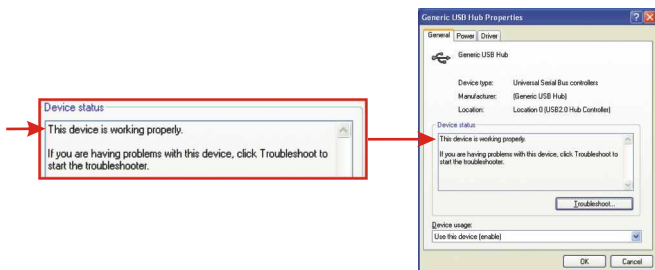 Device status
This device is working properly.
If you are having problems with this device, click Troubleshoot to
start the troubleshooter.
Generic USB Hub Properties
General Power Driver
Generic USB Hub
Device type: Universal Serial Bus controllers
Manufacturer: (Generic USB Hub)
Location: Location 0 (USB2.0 Hub Controller)
Device status
This device is working properly.
If you are having problems with this device, click Troubleshoot to
start the troubleshooter.
Troubleshoot...
Device usage:
Use this device (enable)
OK Cancel